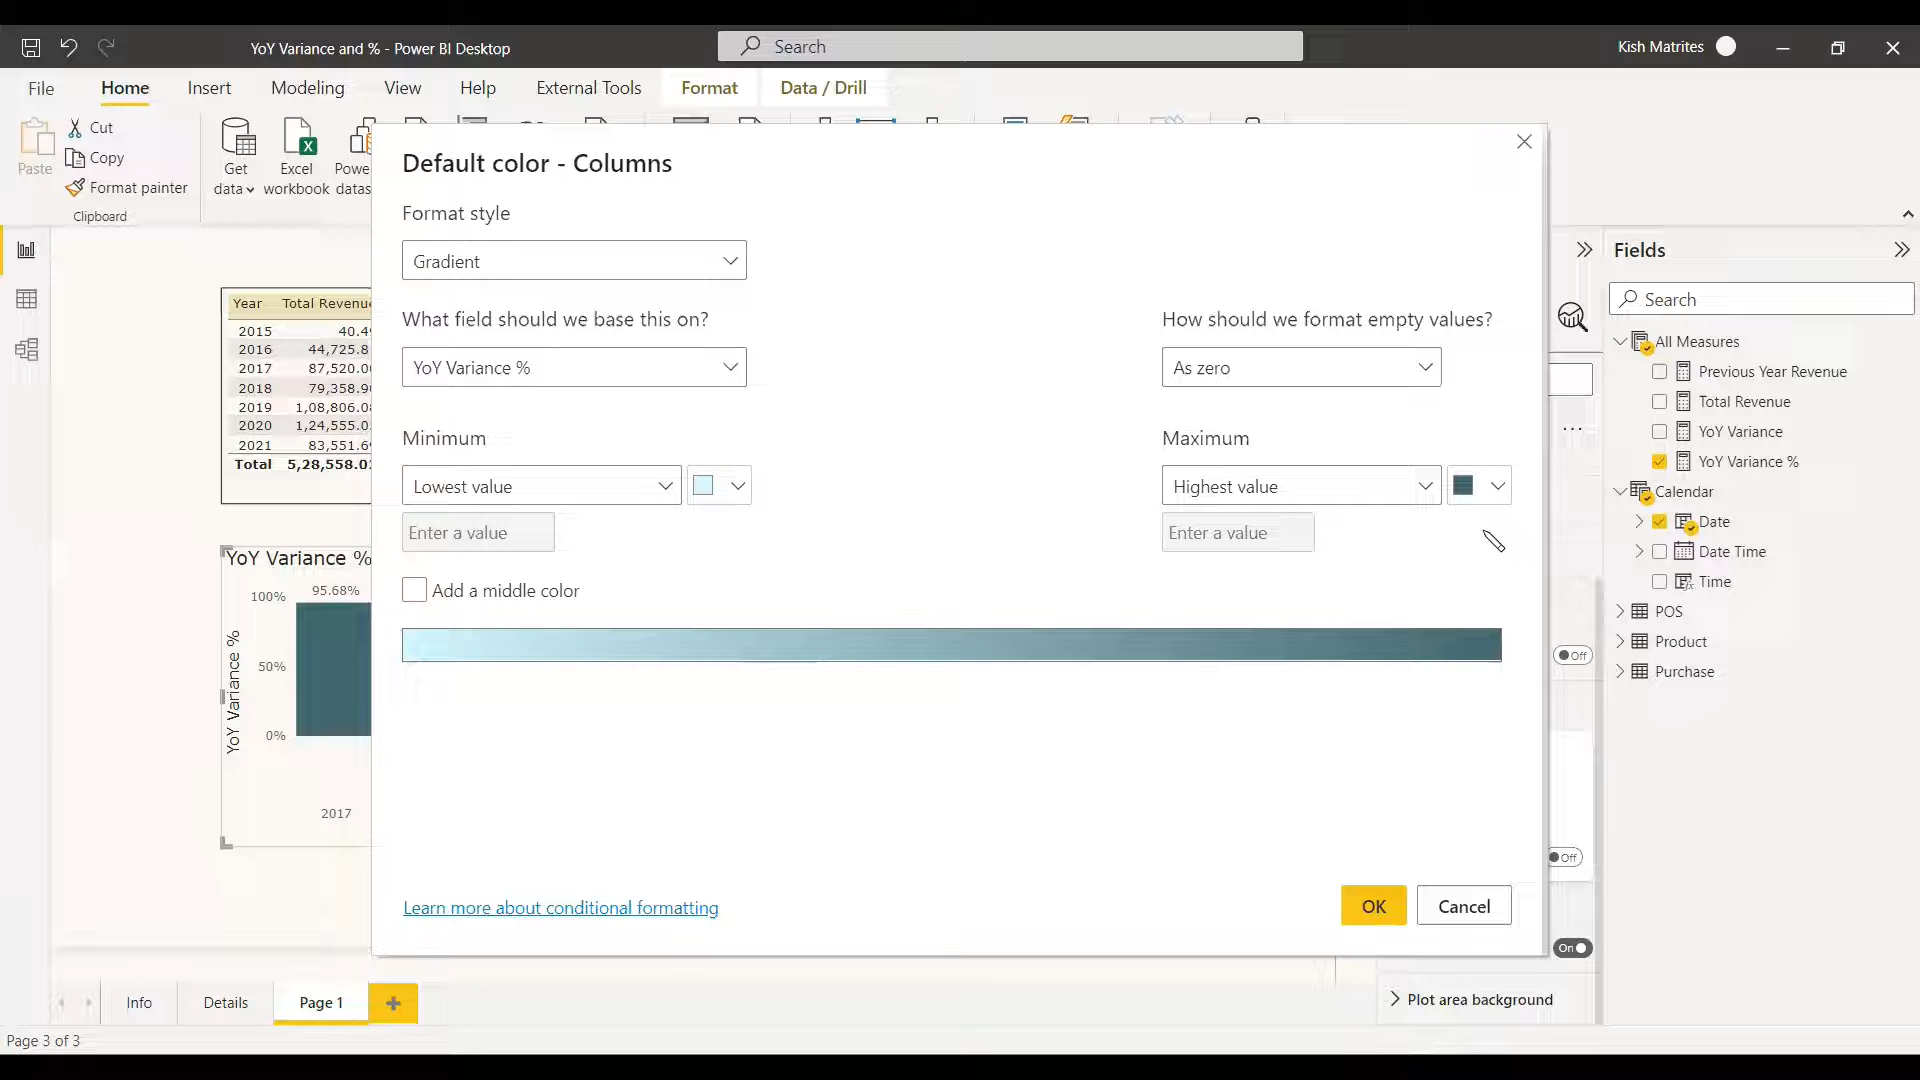 YoY Variance and % - Power BI Desktop
Search
Kish Matrites
File Home Insert Modeling View Help External Tools Format Data / Drill
Paste
Cut
Copy
Format painter
Clipboard
Get data
Excel workbook
Default color - Columns
Format style
Gradient
What field should we base this on?
YoY Variance %
How should we format empty values?
As zero
Minimum
Lowest value
Enter a value
Maximum
Highest value
Enter a value
Add a middle color
Learn more about conditional formatting
OK
Cancel
Year Total Revenue
2015 40.49
2016 44,725.8
2017 87,520.0
2018 79,358.9
2019 1,08,806.0
2020 1,24,555.0
2021 83,551.6
Total 5,28,558.0
YoY Variance %
95.68%
100%
50%
0%
YoY Variance %
2017
Fields
Search
All Measures
Previous Year Revenue
Total Revenue
YoY Variance
YoY Variance %
Calendar
Date
Date Time
Time
POS
Product
Purchase
Off
Off
On
Plot area background
Info Details Page 1
Page 3 of 3